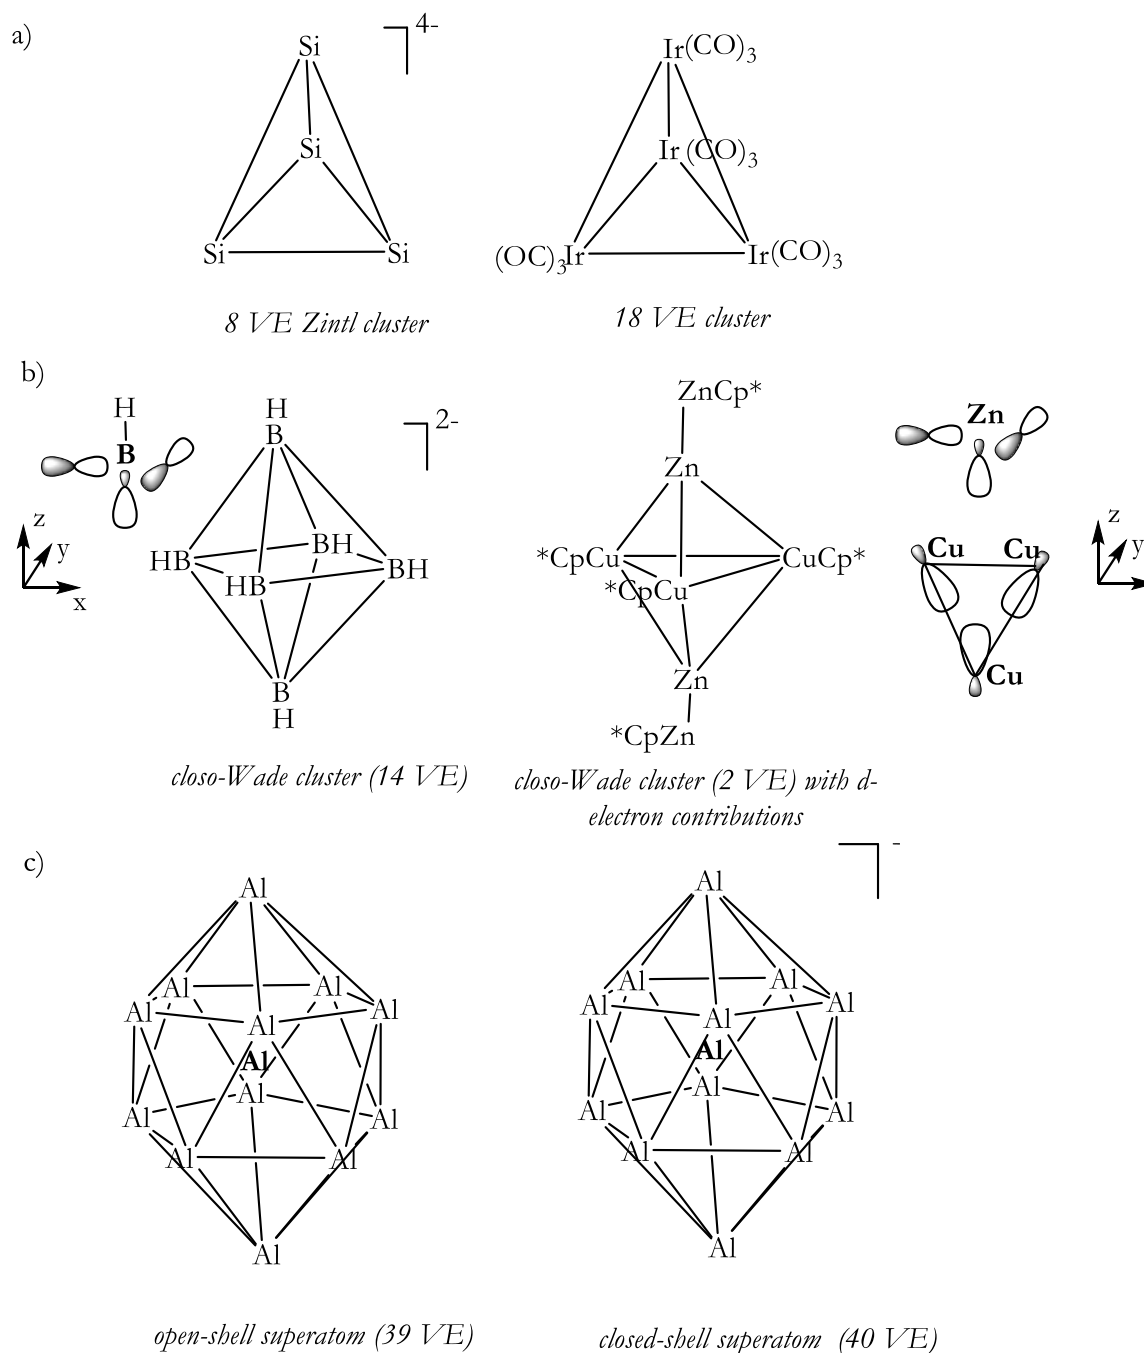 a)
4-
Si
Si
Si
Si
Ir(CO)3
Ir(CO)3
(OC)3Ir
Ir(CO)3
8 VE Zintl cluster
18 VE cluster
b)
H
B
z
y
x
2-
H
B
HB
BH
HB
BH
B
H
ZnCp*
Zn
*CpCu
CuCp*
*CpCu
Zn
*CpZn
Zn
Cu
Cu
Cu
z
y
closo-Wade cluster (14 VE)
closo-Wade cluster (2 VE) with d-
electron contributions
c)
Al
Al
Al
Al
Al
Al
Al
Al
Al
Al
Al
Al
Al
-
Al
Al
Al
Al
Al
Al
Al
Al
Al
Al
Al
Al
Al
open-shell superatom (39 VE)
closed-shell superatom (40 VE)